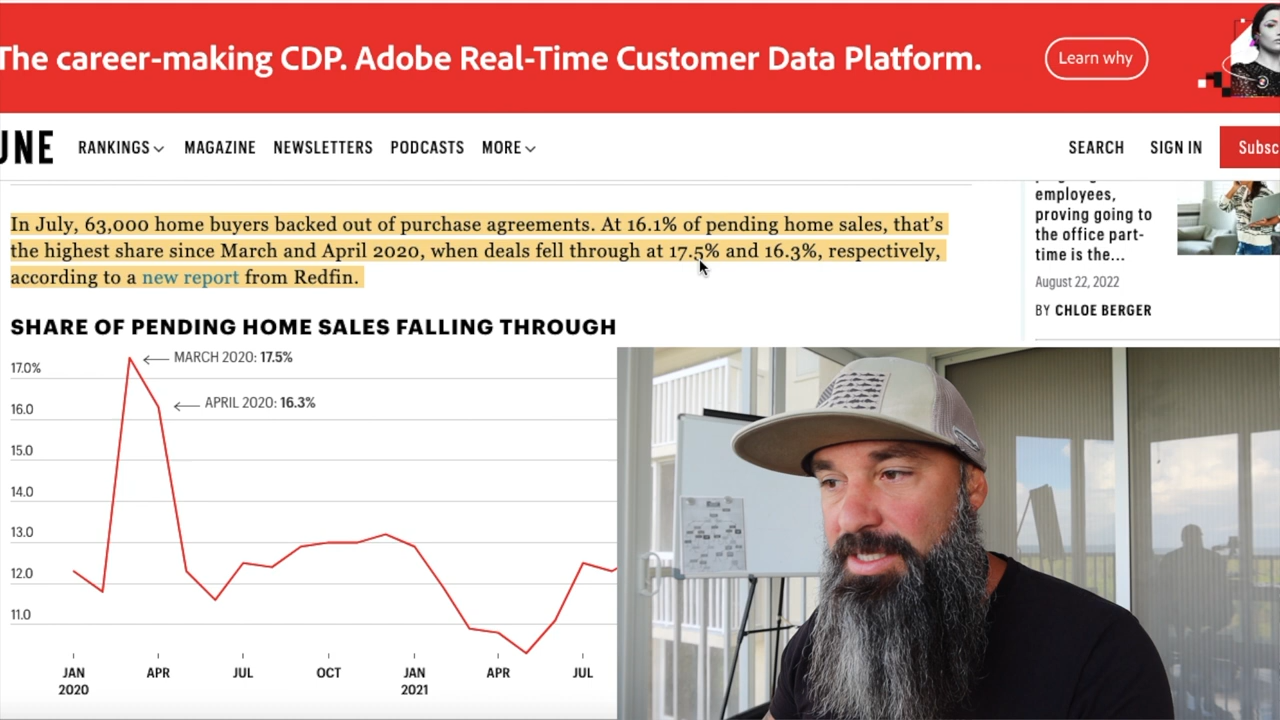 The career-making CDP. Adobe Real-Time Customer Data Platform.
Learn why
UNE
RANKINGS
MAGAZINE
NEWSLETTERS
PODCASTS
MORE
SEARCH
SIGN IN
Subsc
In July, 63,000 home buyers backed out of purchase agreements. At 16.1% of pending home sales, that's
the highest share since March and April 2020, when deals fell through at 17.5% and 16.3%, respectively,
according to a new report from Redfin.
employees,
proving going to
the office part-
time is the...
August 22, 2022
BY CHLOE BERGER
SHARE OF PENDING HOME SALES FALLING THROUGH
MARCH 2020: 17.5%
17.0%
APRIL 2020: 16.3%
16.0
15.0
14.0
13.0
12.0
11.0
JAN
2020
APR
JUL
OCT
JAN
2021
APR
JUL